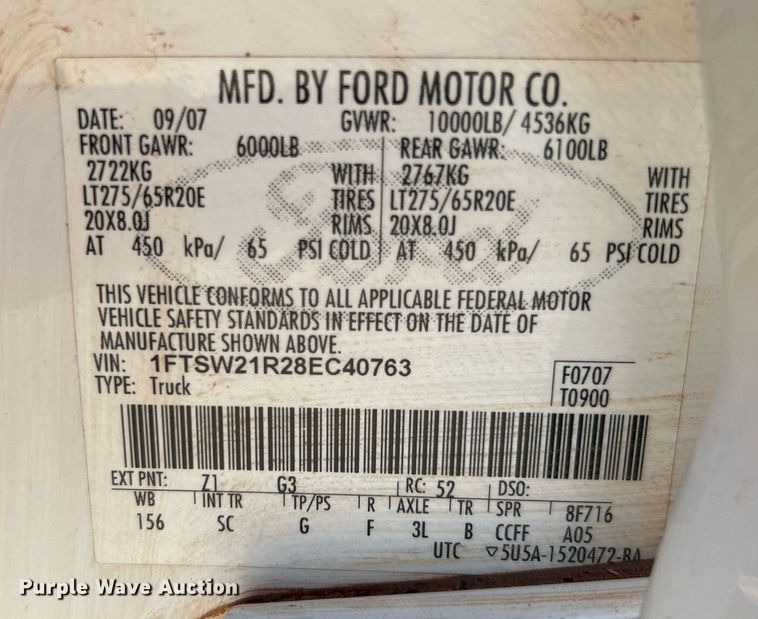 MFD. BY FORD MOTOR CO.
DATE: 09/07 GVWR: 10000LB/ 4536KG
FRONT GAWR: 6000LB REAR GAWR: 6100LB
2722KG WITH 2767KG WITH
LT275/65R20E TIRES LT275/65R20E TIRES
20X8.0J RIMS 20X8.0J RIMS
AT 450 kPa/ 65 PSI COLD AT 450 kPa/ 65 PSI COLD
Ford
THIS VEHICLE CONFORMS TO ALL APPLICABLE FEDERAL MOTOR
VEHICLE SAFETY STANDARDS IN EFFECT ON THE DATE OF
MANUFACTURE SHOWN ABOVE.
VIN: 1FTSW21R28EC40763
TYPE: Truck
F0707
T0900
EXT PNT: Z1 G3 RC: 52 DSO:
WB INT TR TP/PS R AXLE TR SPR 8F716
156 SC G F 3L B CCFF A05
UTC ▽5U5A-1520472-BA
Purple Wave Auction